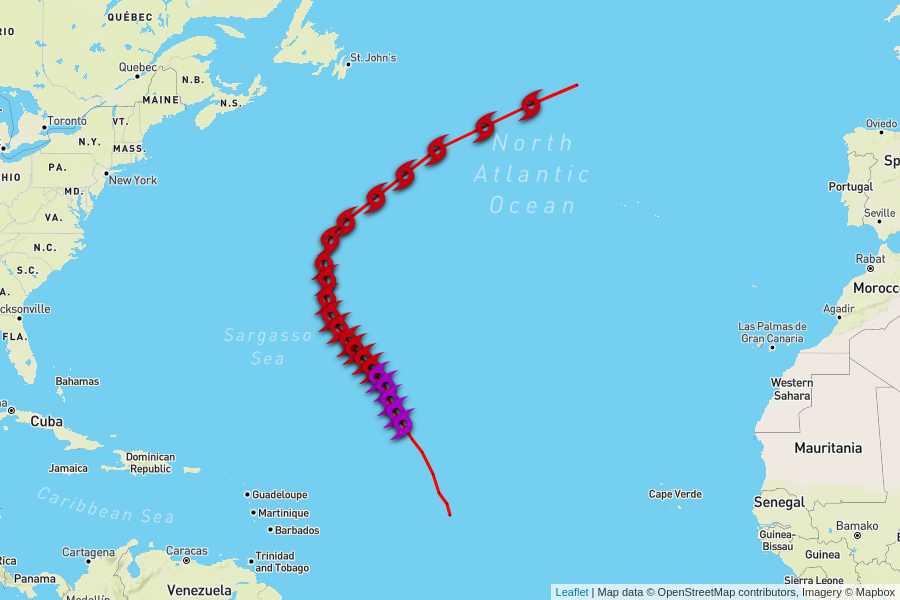 QUÉBEC
RIO
St. John's
Quebec
N.B.
MAINE
N.S.
Toronto
VT.
Oviedo
N.Y.
MASS.
PA.
HIO
New York
MD.
North
Atlantic
Ocean
Sp
Portugal
Seville
VA.
N.C.
S.C.
Rabat
A.
Morocco
cksonville
Agadir
FLA.
Sargasso
Sea
Las Palmas de
Gran Canaria
Bahamas
Western
Sahara
na
Cuba
Mauritania
Jamaica
Dominican
Republic
Caribbean Sea
Guadeloupe
Martinique
Barbados
Cape Verde
Senegal
Bamako
Guinea-
Bissau
Guinea
Cartagena
Caracas
Trinidad
and Tobago
Rica
Panama
Medellín
Venezuela
Sierra Leone
Leaflet | Map data © OpenStreetMap contributors, Imagery © Mapbox